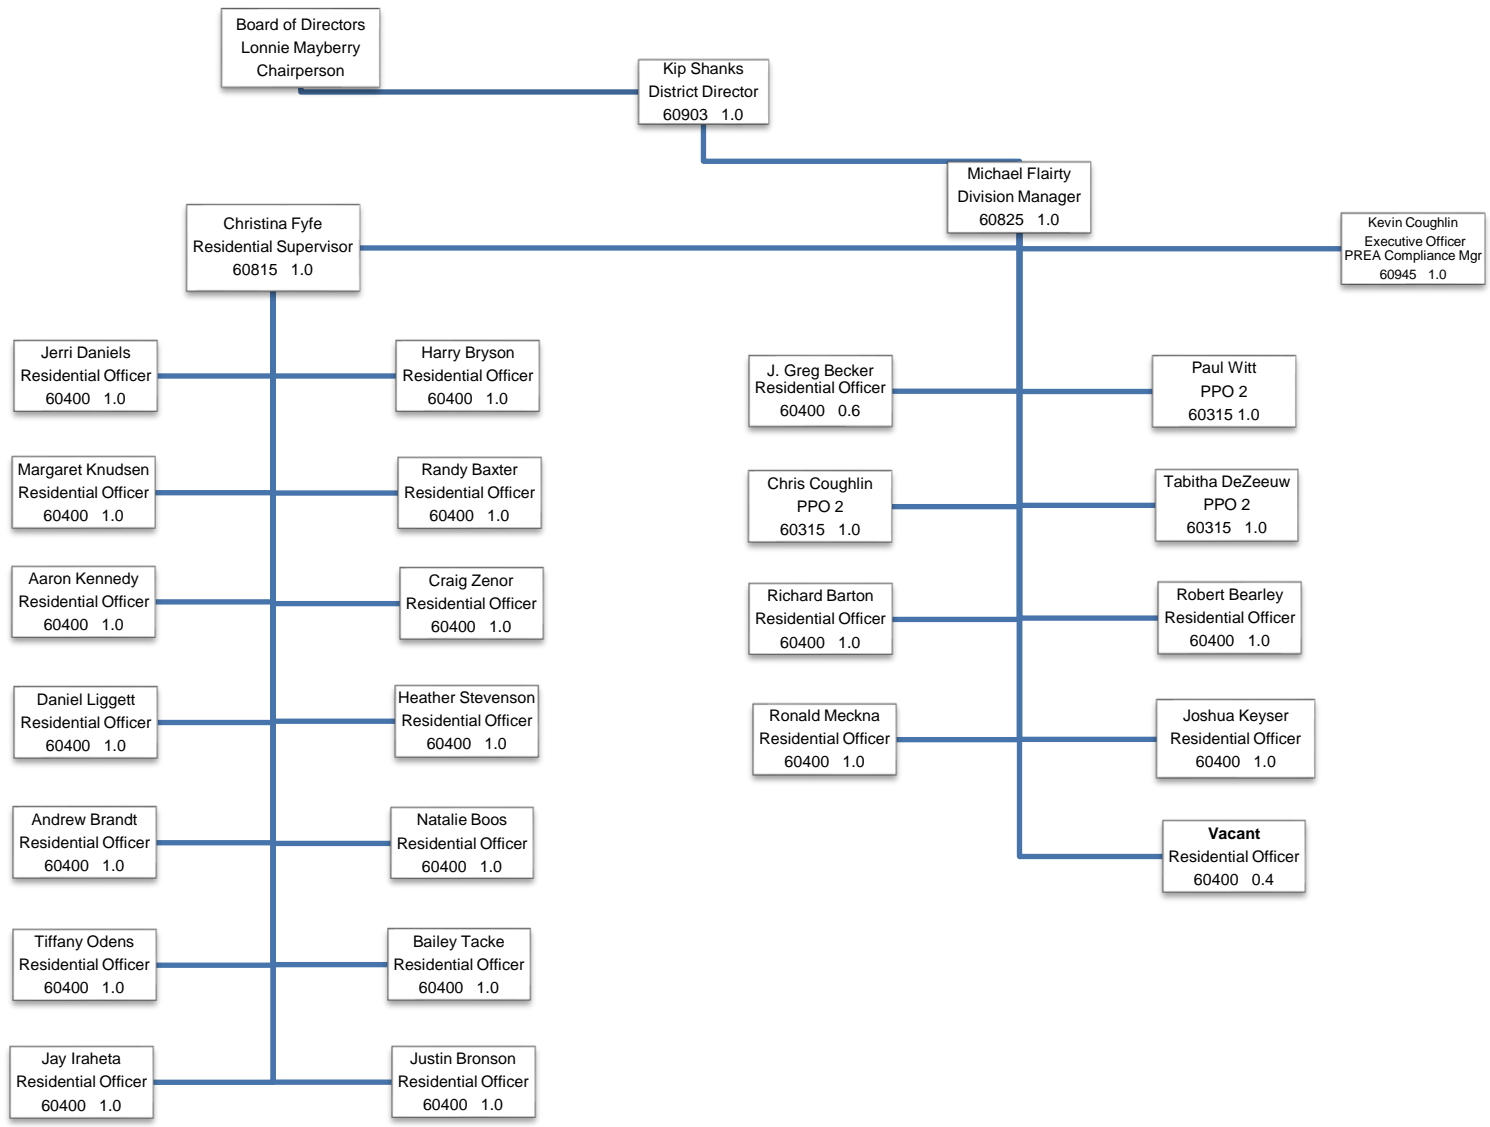 Board of Directors
Lonnie Mayberry
Chairperson
Kip Shanks
District Director
60903 1.0
Michael Flairty
Division Manager
60825 1.0
Christina Fyfe
Residential Supervisor
60815 1.0
Kevin Coughlin
Executive Officer
PREA Compliance Mgr
60945 1.0
Jerri Daniels
Residential Officer
60400 1.0
Harry Bryson
Residential Officer
60400 1.0
J. Greg Becker
Residential Officer
60400 0.6
Paul Witt
PPO 2
60315 1.0
Margaret Knudsen
Residential Officer
60400 1.0
Randy Baxter
Residential Officer
60400 1.0
Chris Coughlin
PPO 2
60315 1.0
Tabitha DeZeeuw
PPO 2
60315 1.0
Aaron Kennedy
Residential Officer
60400 1.0
Craig Zenor
Residential Officer
60400 1.0
Richard Barton
Residential Officer
60400 1.0
Robert Bearley
Residential Officer
60400 1.0
Daniel Liggett
Residential Officer
60400 1.0
Heather Stevenson
Residential Officer
60400 1.0
Ronald Meckna
Residential Officer
60400 1.0
Joshua Keyser
Residential Officer
60400 1.0
Andrew Brandt
Residential Officer
60400 1.0
Natalie Boos
Residential Officer
60400 1.0
Vacant
Residential Officer
60400 0.4
Tiffany Odens
Residential Officer
60400 1.0
Bailey Tacke
Residential Officer
60400 1.0
Jay Iraheta
Residential Officer
60400 1.0
Justin Bronson
Residential Officer
60400 1.0